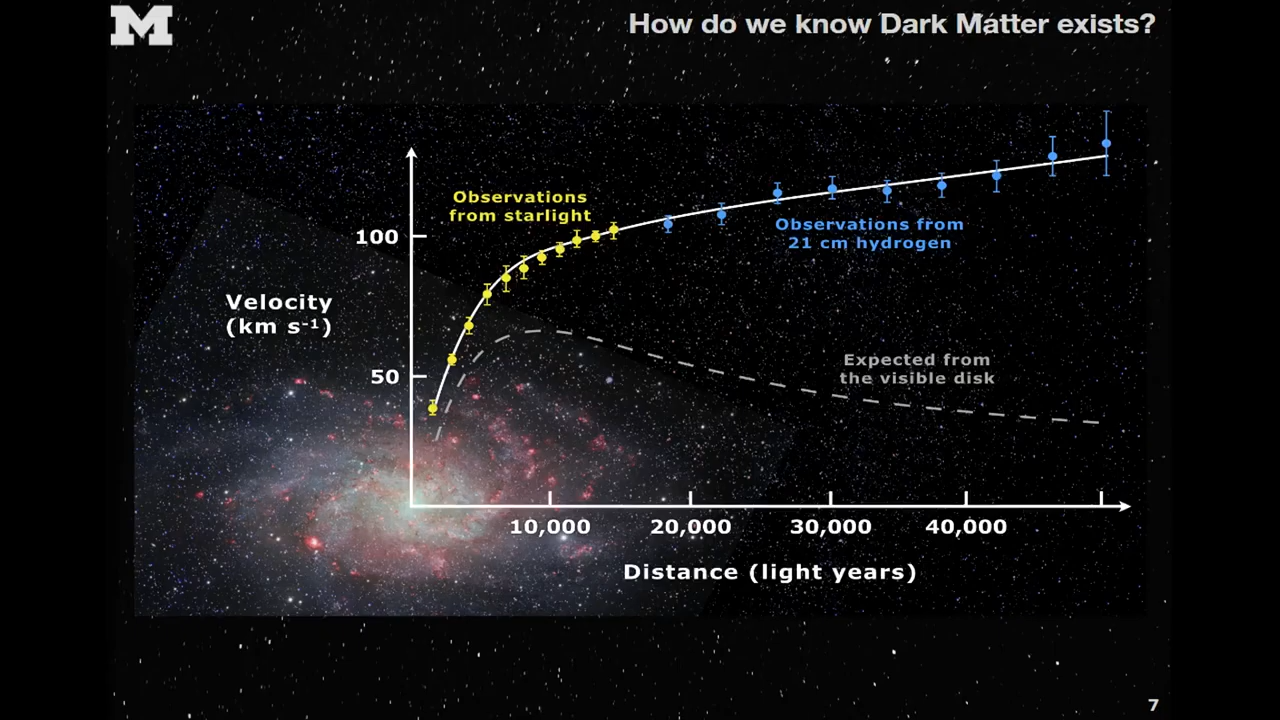 M
How do we know Dark Matter exists?
Observations
from starlight
100
Observations from
21 cm hydrogen
Velocity
(km s⁻¹)
50
Expected from
the visible disk
10,000 20,000 30,000 40,000
Distance (light years)
7